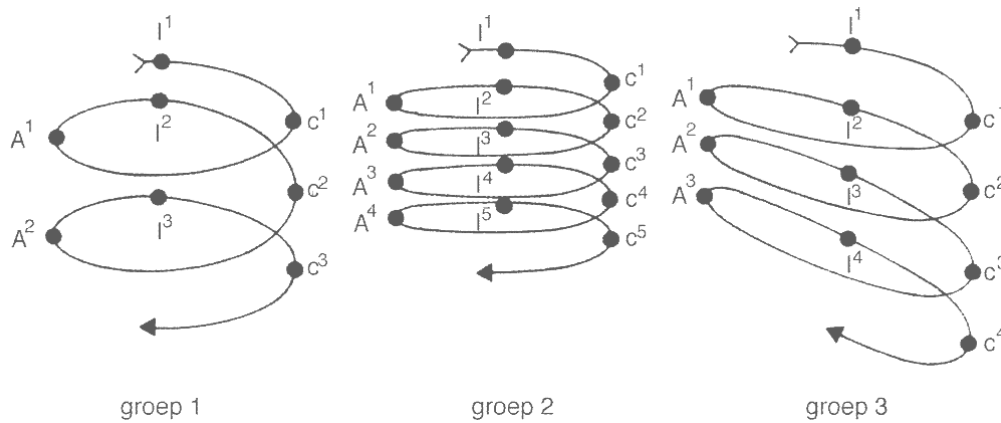 I¹
c¹
A¹
I²
c²
A²
I³
c³
groep 1
I¹
c¹
A¹
I²
c²
A²
I³
c³
A³
I⁴
c⁴
A⁴
I⁵
c⁵
groep 2
I¹
c¹
A¹
I²
c²
A²
I³
c³
A³
I⁴
c⁴
groep 3